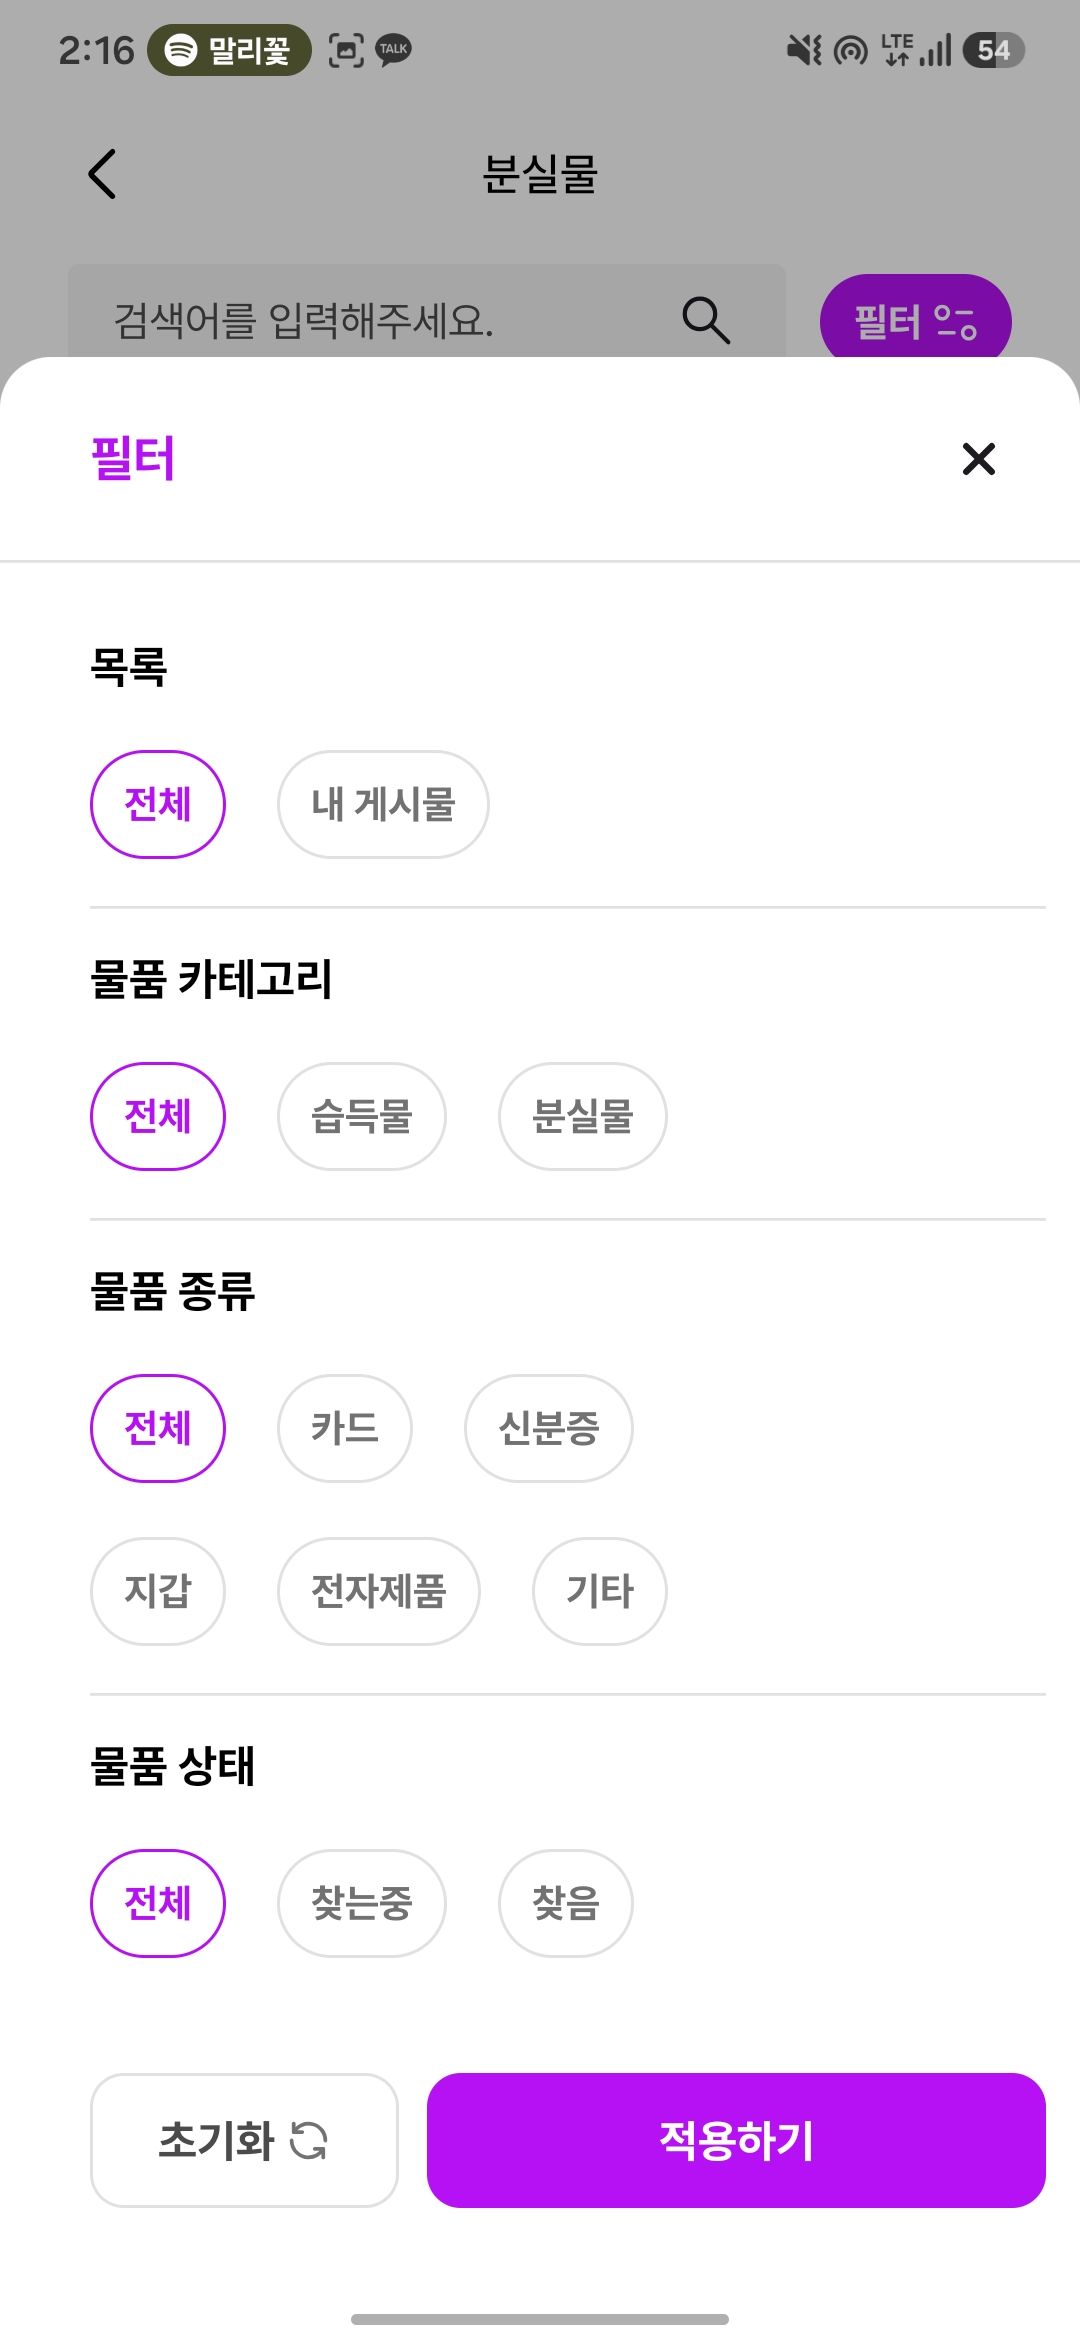 2:16 말리꽃 TALK LTE 54
분실물
검색어를 입력해주세요. 필터
필터
목록
전체 내 게시물
물품 카테고리
전체 습득물 분실물
물품 종류
전체 카드 신분증
지갑 전자제품 기타
물품 상태
전체 찾는중 찾음
초기화 적용하기